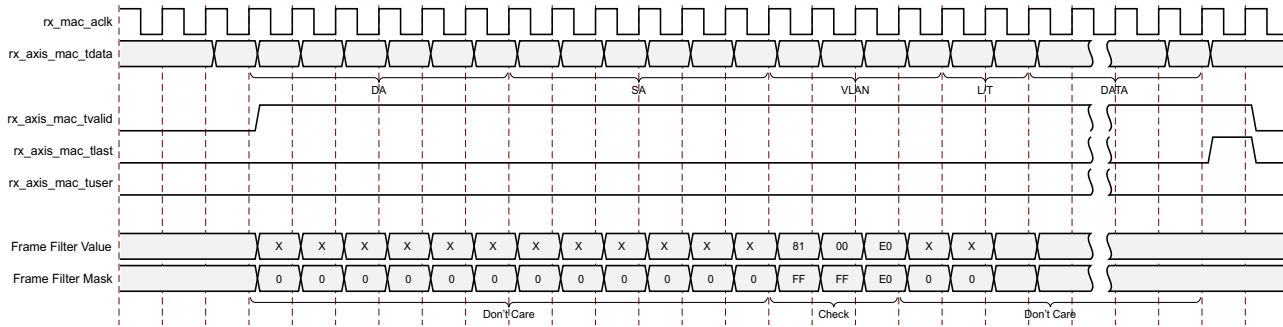 rx_mac_aclk
rx_axis_mac_tdata
DA SA VLAN L/T DATA
rx_axis_mac_tvalid
rx_axis_mac_tlast
rx_axis_mac_tuser
Frame Filter Value X X X X X X X X X X X X 81 00 E0 X X
Frame Filter Mask 0 0 0 0 0 0 0 0 0 0 0 0 FF FF E0 0 0
Don't Care Check Don't Care